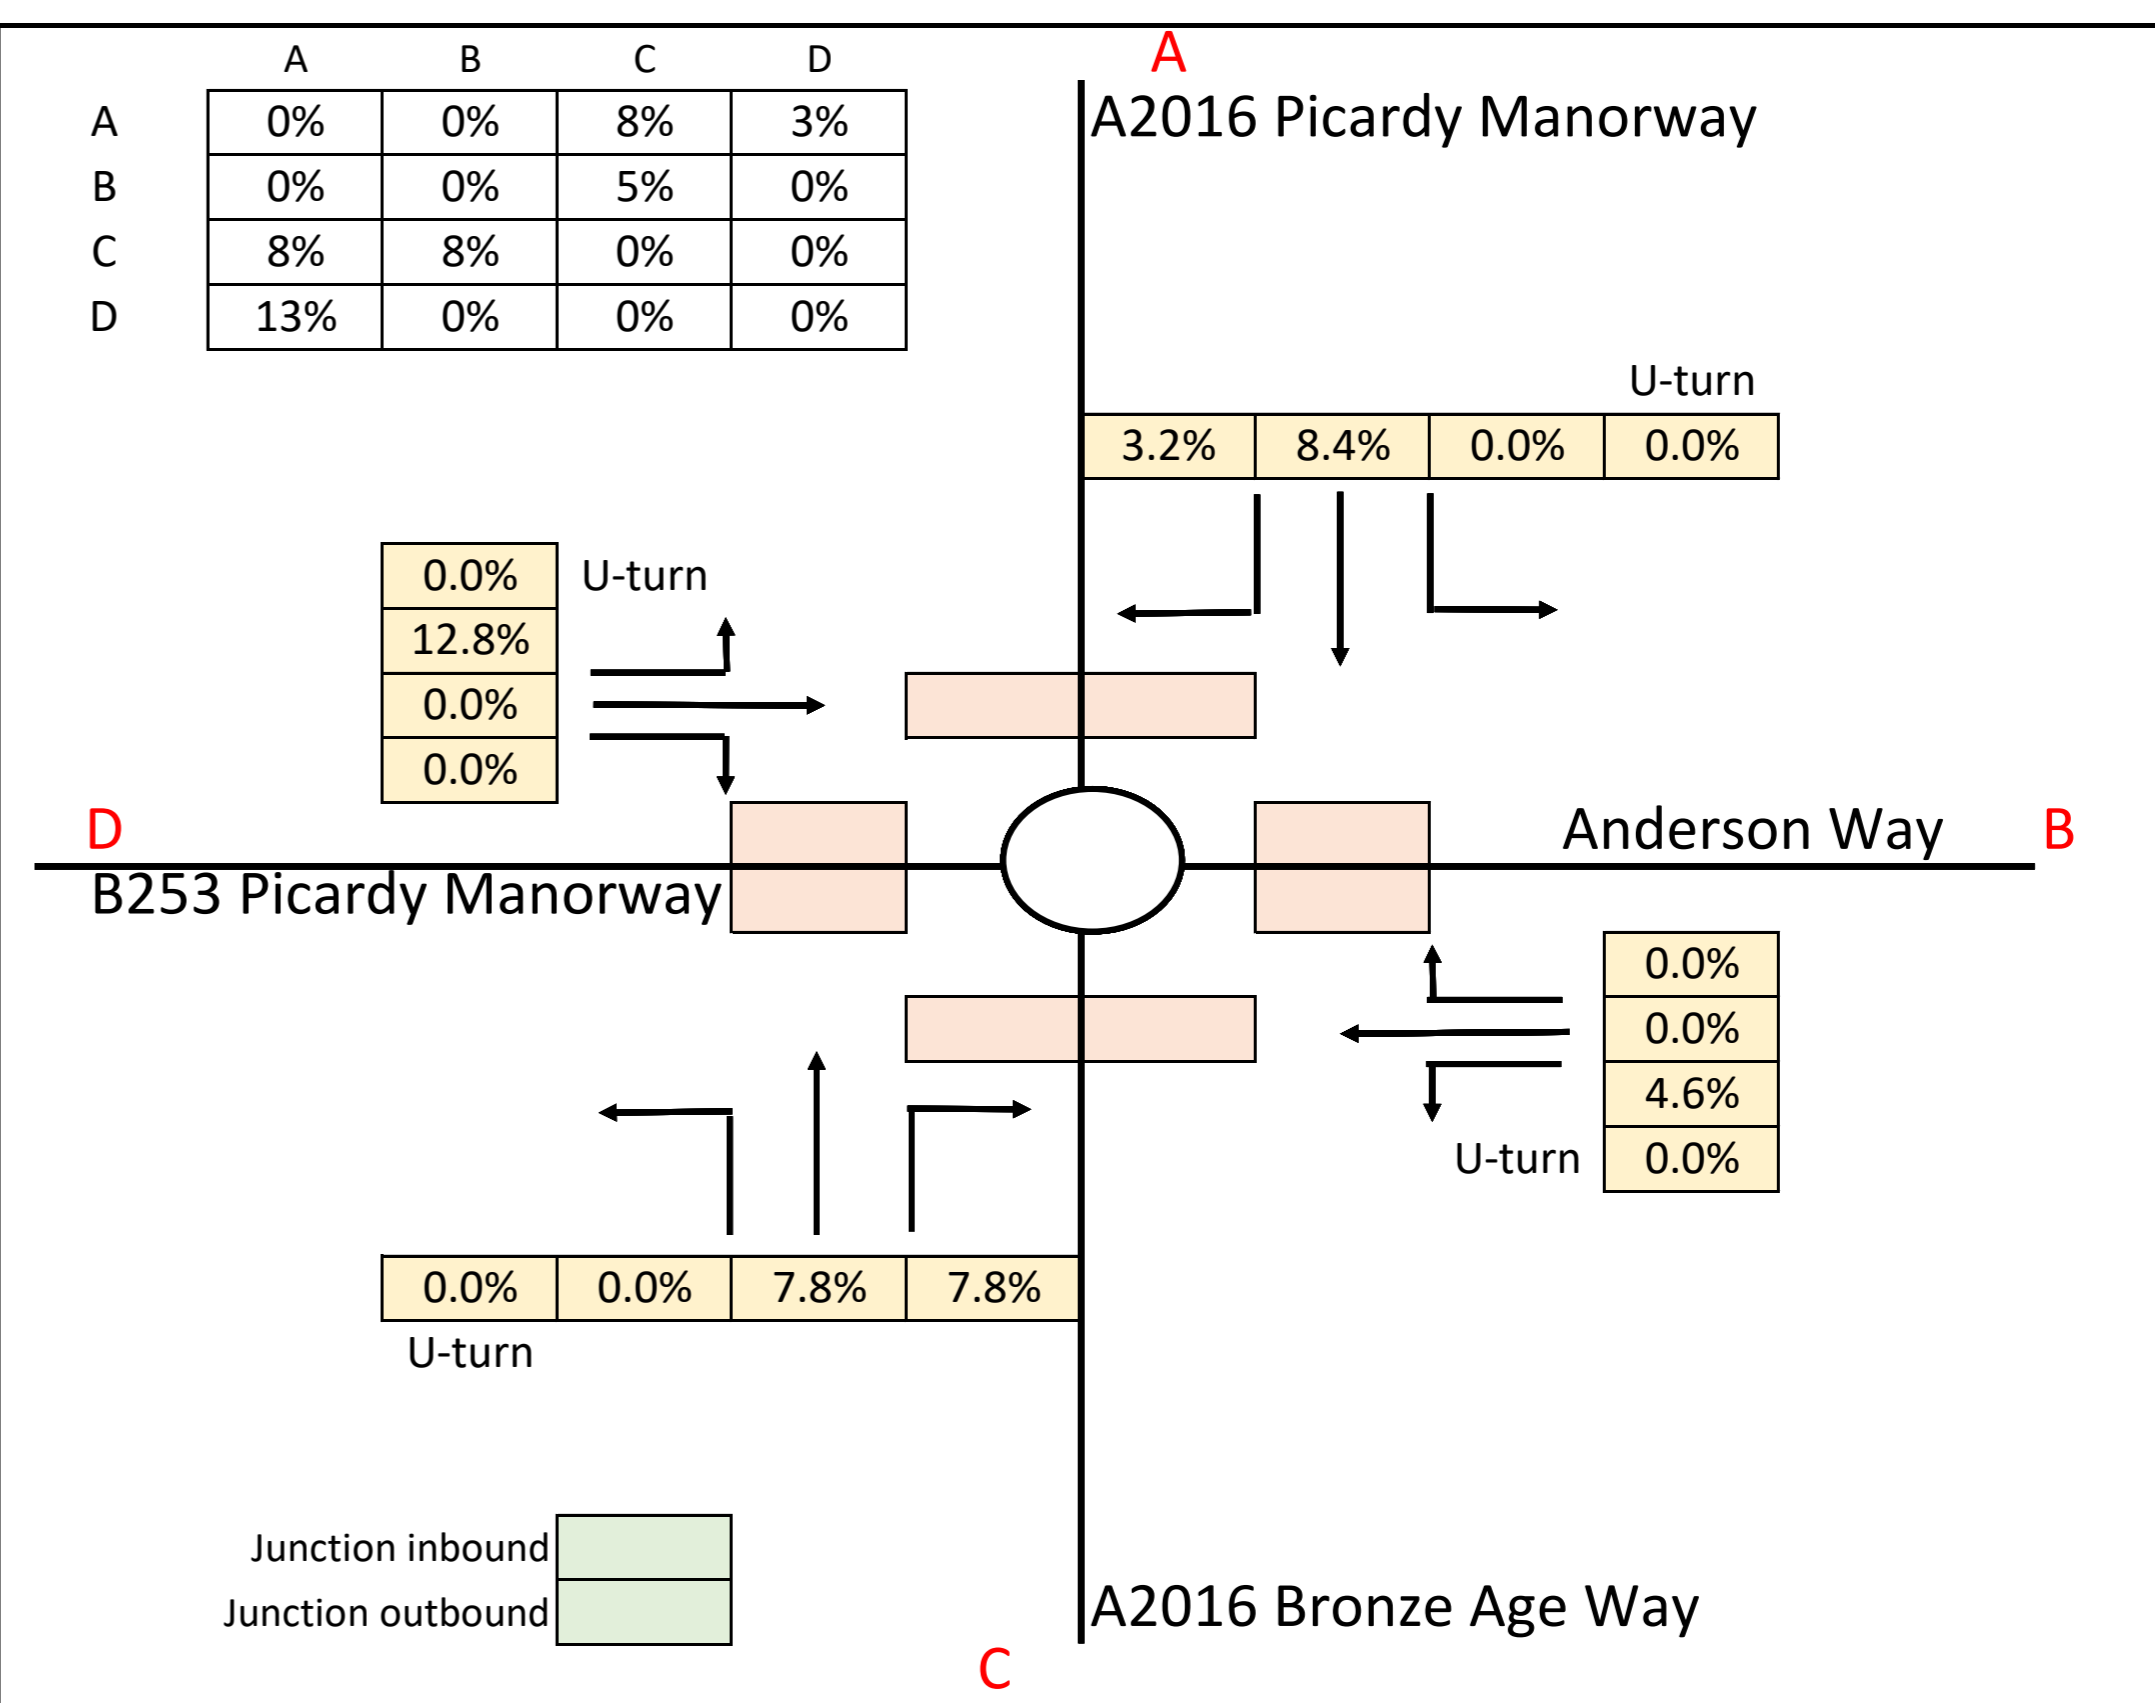 A B C D
A 0% 0% 8% 3%
B 0% 0% 5% 0%
C 8% 8% 0% 0%
D 13% 0% 0% 0%
A
A2016 Picardy Manorway
U-turn
3.2% 8.4% 0.0% 0.0%
0.0% U-turn
12.8%
0.0%
0.0%
D
B253 Picardy Manorway
Anderson Way B
0.0%
0.0%
4.6%
U-turn 0.0%
0.0% 0.0% 7.8% 7.8%
U-turn
Junction inbound
Junction outbound
A2016 Bronze Age Way
C